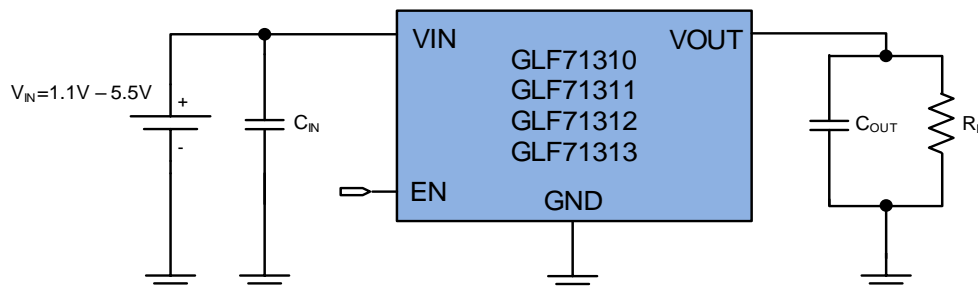 VIN
VOUT
GLF71310
GLF71311
GLF71312
GLF71313
V_IN=1.1V – 5.5V
+
-
C_IN
C_OUT
EN
GND